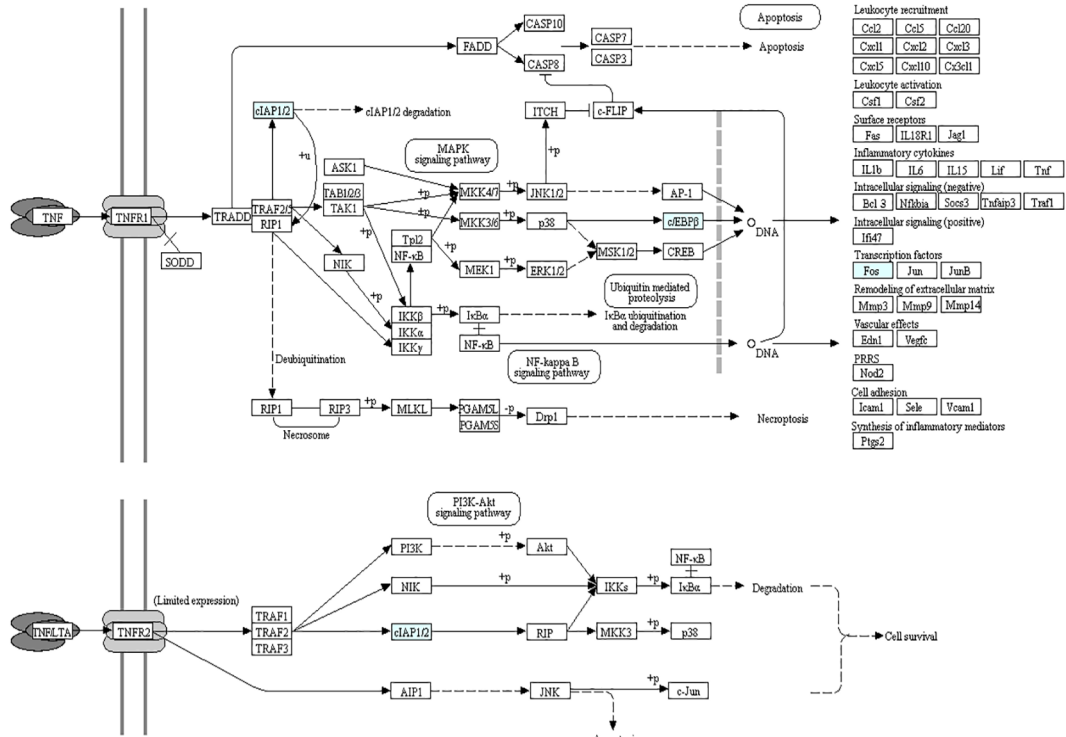 Apoptosis
Leukocyte recruitment
Ccl2 Ccl5 Ccl20
Cxcl1 Cxcl2 Cxcl3
Cxcl5 Cxcl10 Cx3cl1
Leukocyte activation
Csf1 Csf2
Surface receptors
Fas IL18R1 Jag1
Inflammatory cytokines
IL1b IL6 IL15 Lif Tnf
Intracellular signaling (negative)
Bcl 3 Nfkbia Socs3 Tnfaip3 Traf1
Intracellular signaling (positive)
Ifi47
Transcription factors
Fos Jun JunB
Remodeling of extracellular matrix
Mmp3 Mmp9 Mmp14
Vascular effects
Edn1 Vegfc
PRRS
Nod2
Cell adhesion
Icam1 Sele Vcam1
Synthesis of inflammatory mediators
Ptgs2
CASP10
FADD
CASP7
Apoptosis
CASP8
CASP3
cIAP1/2
cIAP1/2 degradation
ITCH
c-FLIP
+u
+p
MAPK
signaling pathway
ASK1
TAB1/2/3
TAK1
+p
MKK4/7
+p
JNK1/2
AP-1
TNF
TNFR1
TRADD
TRAF2/5
RIP1
+p
MKK3/6
+p
p38
c/EBPβ
DNA
SODD
NIK
+p
Tpl2
NF-κB
+p
+p
MEK1
+p
ERK1/2
MSK1/2
CREB
+p
Ubiquitin mediated
proteolysis
IKKβ
IKKα
IKKγ
+p
IκBα
IκBα ubiquitination
and degradation
NF-κB
DNA
NF-kappa B
signaling pathway
Deubiquitination
RIP1
RIP3
+p
MLKL
PGAM5L
PGAM5S
-p
Drp1
Necroptosis
Necrosome
PI3K-Akt
signaling pathway
PI3K
+p
Akt
NF-κB
NIK
+p
IKKs
+p
IκBα
Degradation
(Limited expression)
TNF/LTA
TNFR2
TRAF1
TRAF2
TRAF3
cIAP1/2
RIP
MKK3
+p
p38
Cell survival
AIP1
JNK
+p
c-Jun